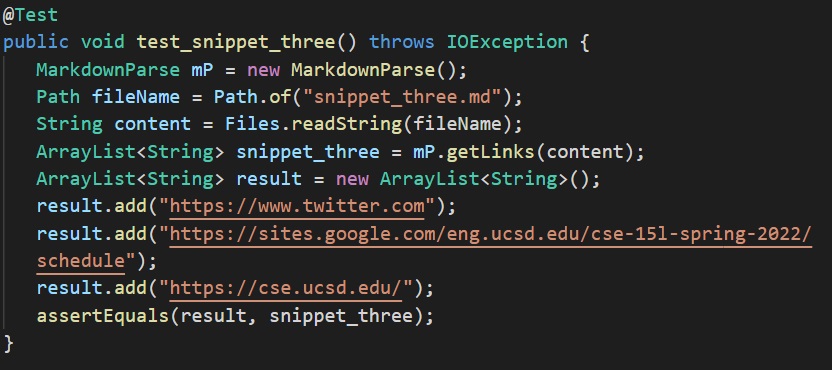 @Test
public void test_snippet_three() throws IOException {
MarkdownParse mP = new MarkdownParse();
Path fileName = Path.of("snippet_three.md");
String content = Files.readString(fileName);
ArrayList<String> snippet_three = mP.getLinks(content);
ArrayList<String> result = new ArrayList<String>();
result.add("https://www.twitter.com");
result.add("https://sites.google.com/eng.ucsd.edu/cse-15l-spring-2022/
schedule");
result.add("https://cse.ucsd.edu/");
assertEquals(result, snippet_three);
}